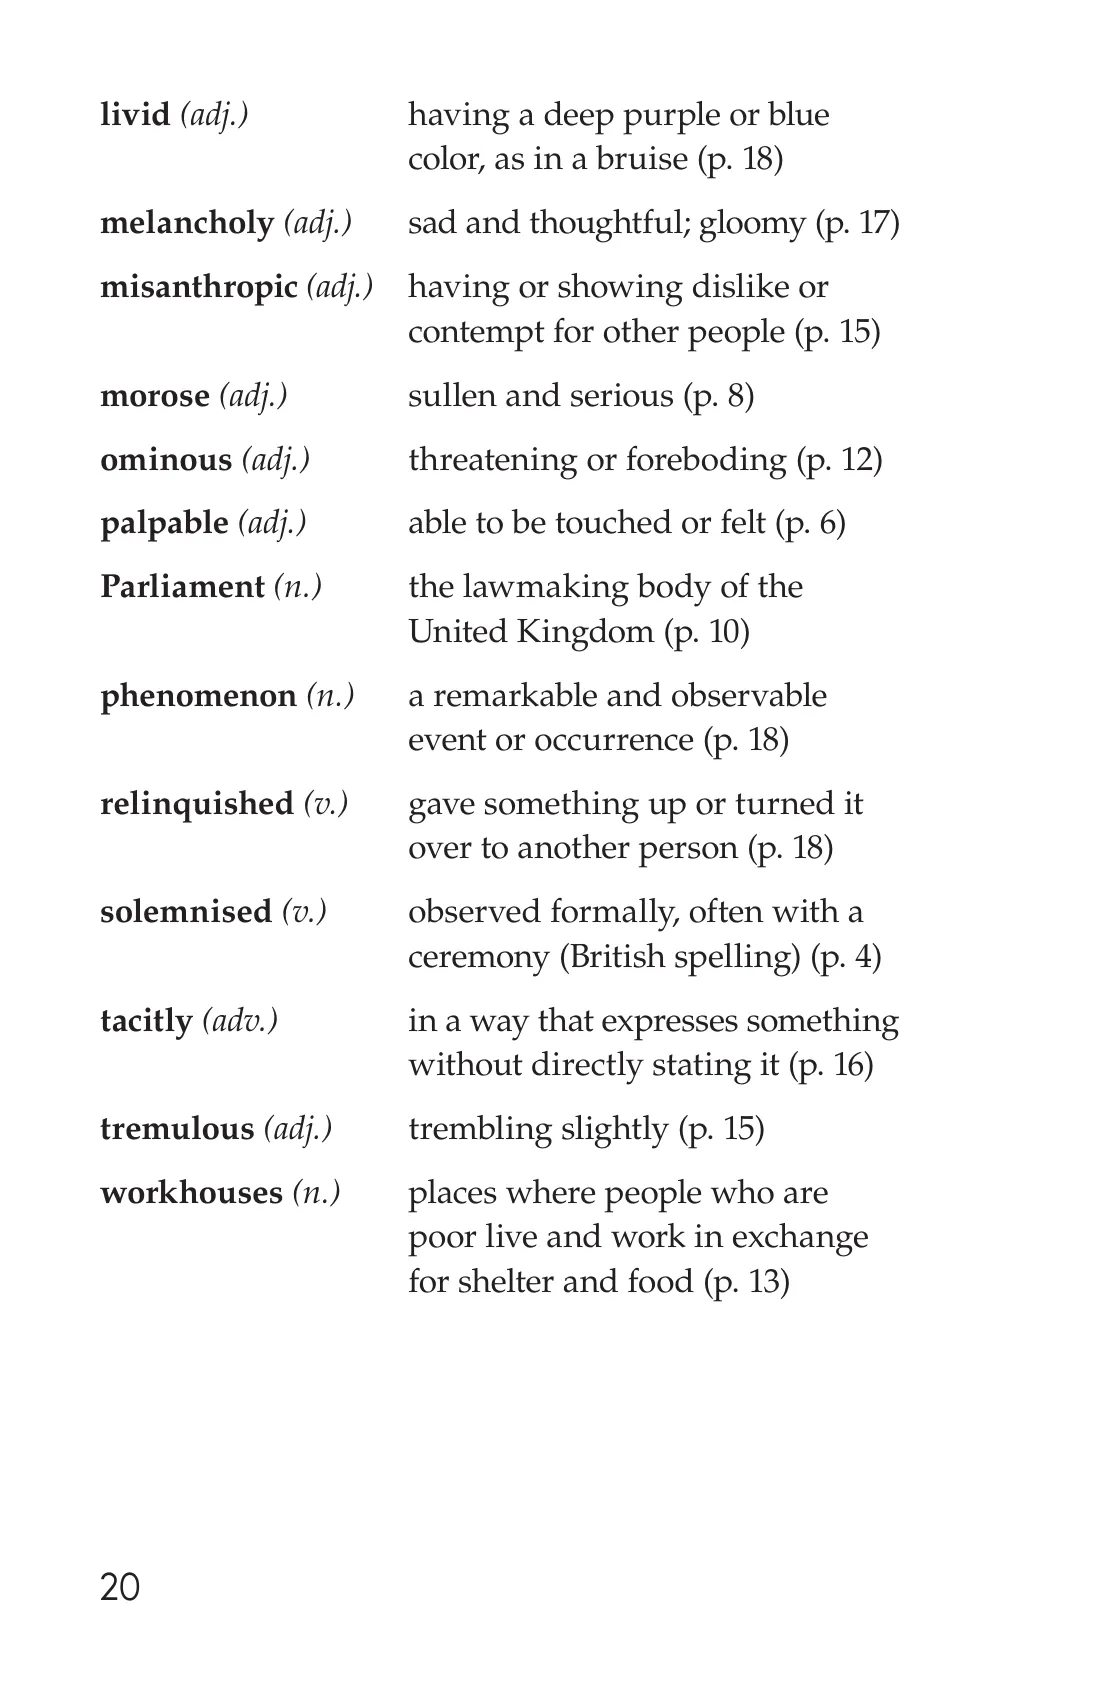 livid (adj.) having a deep purple or blue
color, as in a bruise (p. 18)
melancholy (adj.) sad and thoughtful; gloomy (p. 17)
misanthropic (adj.) having or showing dislike or
contempt for other people (p. 15)
morose (adj.) sullen and serious (p. 8)
ominous (adj.) threatening or foreboding (p. 12)
palpable (adj.) able to be touched or felt (p. 6)
Parliament (n.) the lawmaking body of the
United Kingdom (p. 10)
phenomenon (n.) a remarkable and observable
event or occurrence (p. 18)
relinquished (v.) gave something up or turned it
over to another person (p. 18)
solemnised (v.) observed formally, often with a
ceremony (British spelling) (p. 4)
tacitly (adv.) in a way that expresses something
without directly stating it (p. 16)
tremulous (adj.) trembling slightly (p. 15)
workhouses (n.) places where people who are
poor live and work in exchange
for shelter and food (p. 13)
20